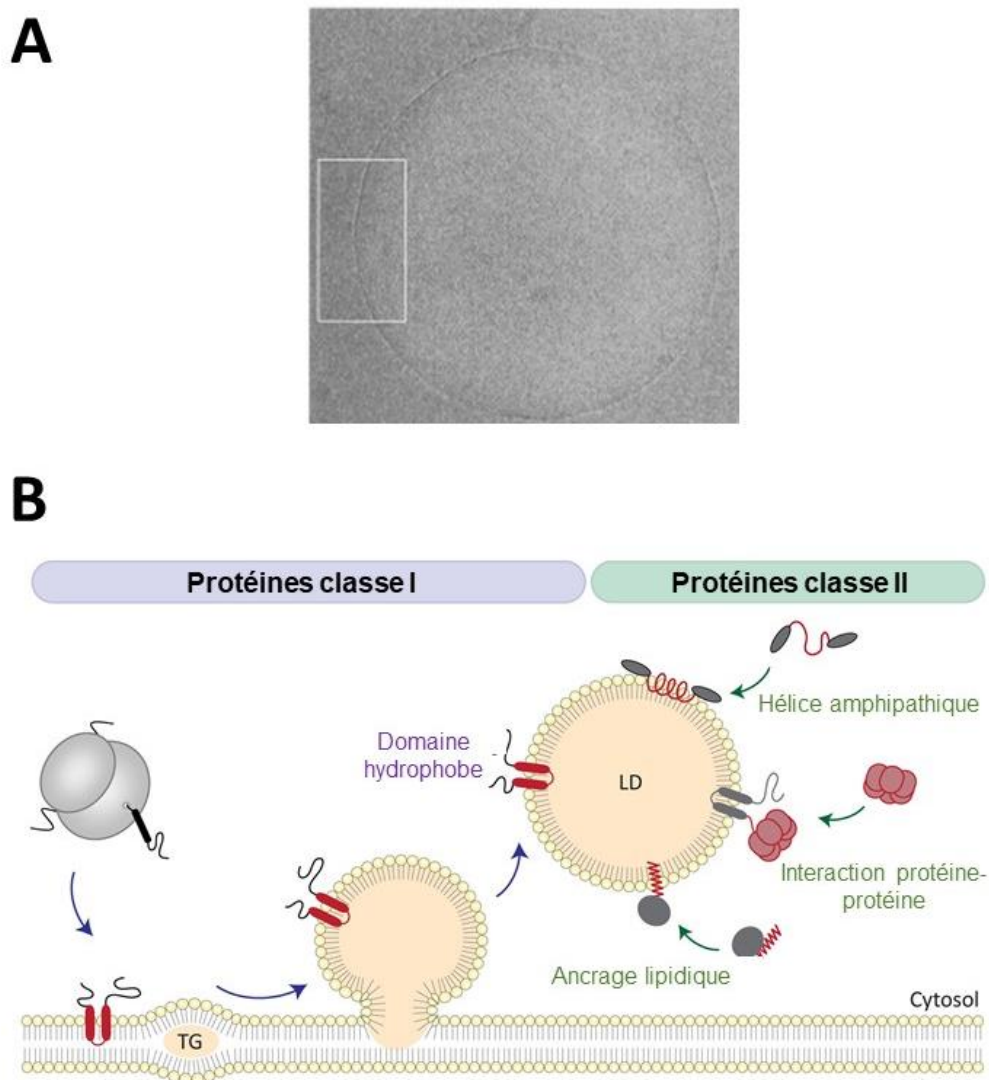 A
B
Protéines classe I
Protéines classe II
Hélice amphipathique
Domaine
hydrophobe
LD
Interaction protéine-
protéine
Ancrage lipidique
Cytosol
TG